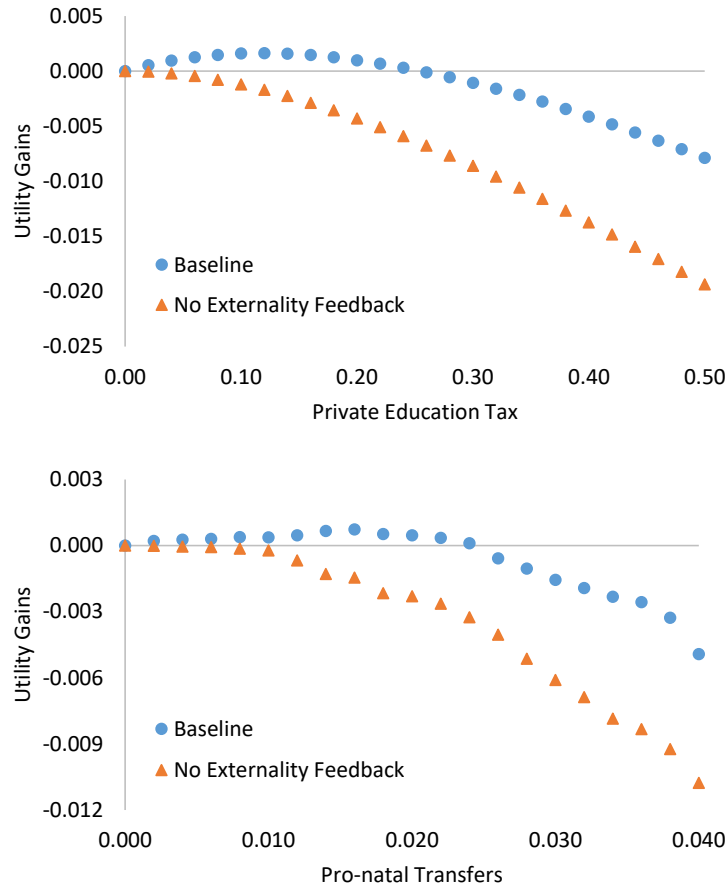 0.005
0.000
-0.005
-0.010
-0.015
-0.020
-0.025
Utility Gains
Baseline
No Externality Feedback
0.00 0.10 0.20 0.30 0.40 0.50
Private Education Tax
0.003
0.000
-0.003
-0.006
-0.009
-0.012
Utility Gains
Baseline
No Externality Feedback
0.000 0.010 0.020 0.030 0.040
Pro-natal Transfers